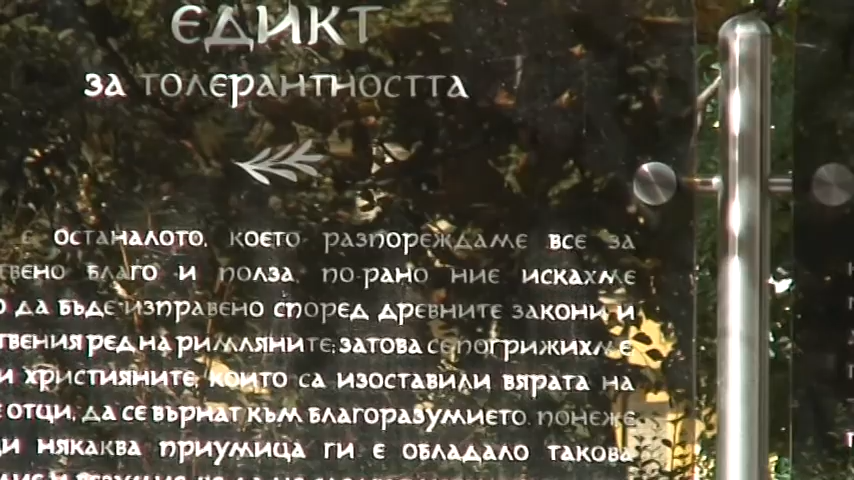 ЕДИКТ
ЗА ТОЛЕРАНТНОСТТА
С ОСТАНАЛОТО, КОЕТО РАЗПОРЕЖДАМЕ ВСЕ ЗА
БЛАГО И ПОЛЗА, ПО-РАНО НИЕ ИСКАХМЕ
ДА БЪДЕ ИЗПРАВЕНО СПОРЕД ДРЕВНИТЕ ЗАКОНИ И
РЕД НА РИМЛЯНИТЕ; ЗАТОВА СЕ ПОГРИЖИХМЕ
И ХРИСТИЯНИТЕ, КОИТО СА ИЗОСТАВИЛИ ВЯРАТА НА
ОТЦИ, ДА СЕ ВЪРНАТ КЪМ БЛАГОРАЗУМИЕТО. ПОНЕЖЕ
НЯКАКВА ПРИУМИЦА ГИ Е ОБЛАДАЛО ТАКОВА